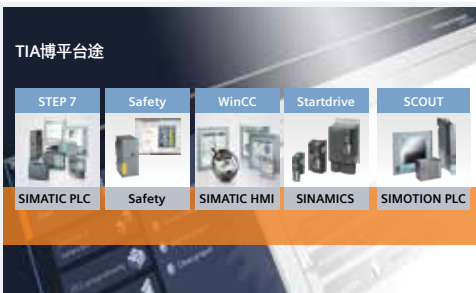 TIA博平台途
STEP 7
Safety
WinCC
Startdrive
SCOUT
SIMATIC PLC
Safety
SIMATIC HMI
SINAMICS
SIMOTION PLC